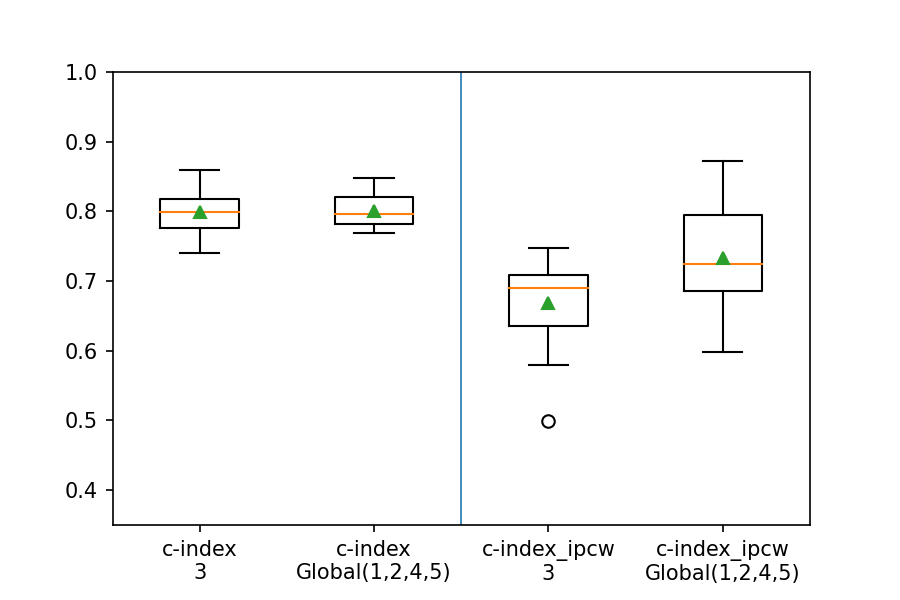 1.0
0.9
0.8
0.7
0.6
0.5
0.4
c-index
3
c-index
Global(1,2,4,5)
c-index_ipcw
3
c-index_ipcw
Global(1,2,4,5)